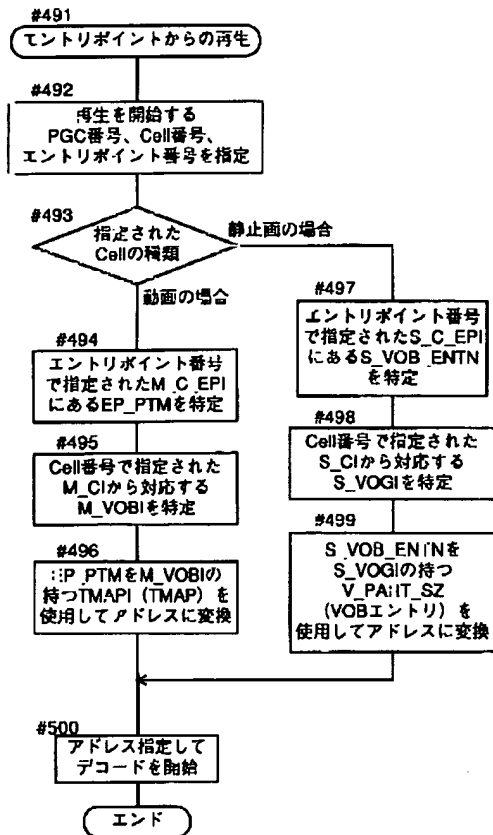 #491
エントリポイントからの再生
#492
再生を開始する
PGC番号、Cell番号、
エントリポイント番号を指定
#493
指定された
Cellの種類
静止画の場合
動画の場合
#494
エントリポイント番号
で指定されたM_C_EPI
にあるEP_PTMを特定
#495
Cell番号で指定された
M_CIから対応する
M_VOBIを特定
#496
EP_PTMをM_VOBIの
持つTMAPI（TMAP）を
使用してアドレスに変換
#497
エントリポイント番号
で指定されたS_C_EPI
にあるS_VOB_ENTN
を特定
#498
Cell番号で指定された
S_CIから対応する
S_VOGIを特定
#499
S_VOB_ENTNを
S_VOGIの持つ
V_PART_SZ
（VOBエントリ）を
使用してアドレスに変換
#500
アドレス指定して
デコードを開始
エンド